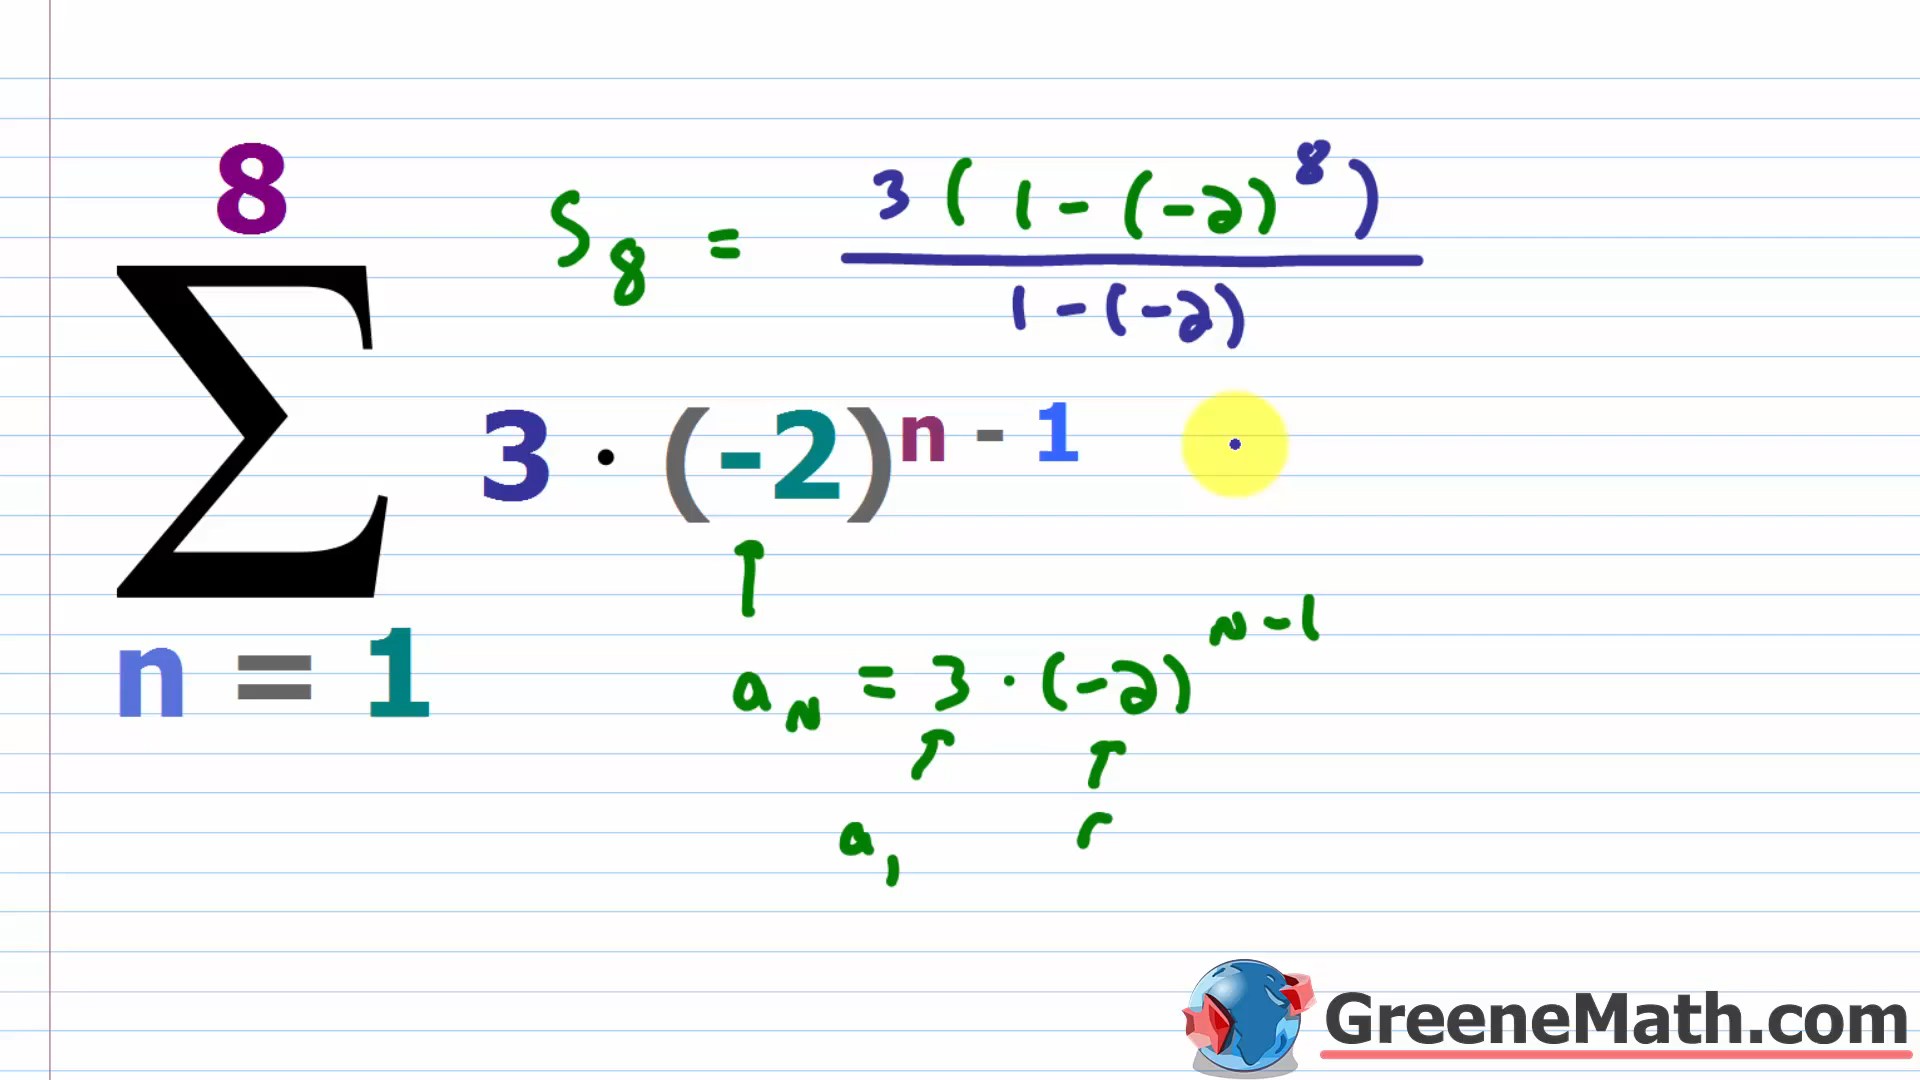 8
S₈ = 3(1-(-2)⁸) / 1-(-2)
Σ 3 · (-2)ⁿ⁻¹
n = 1
aₙ = 3 · (-2)ⁿ⁻¹
a₁ r
GreeneMath.com